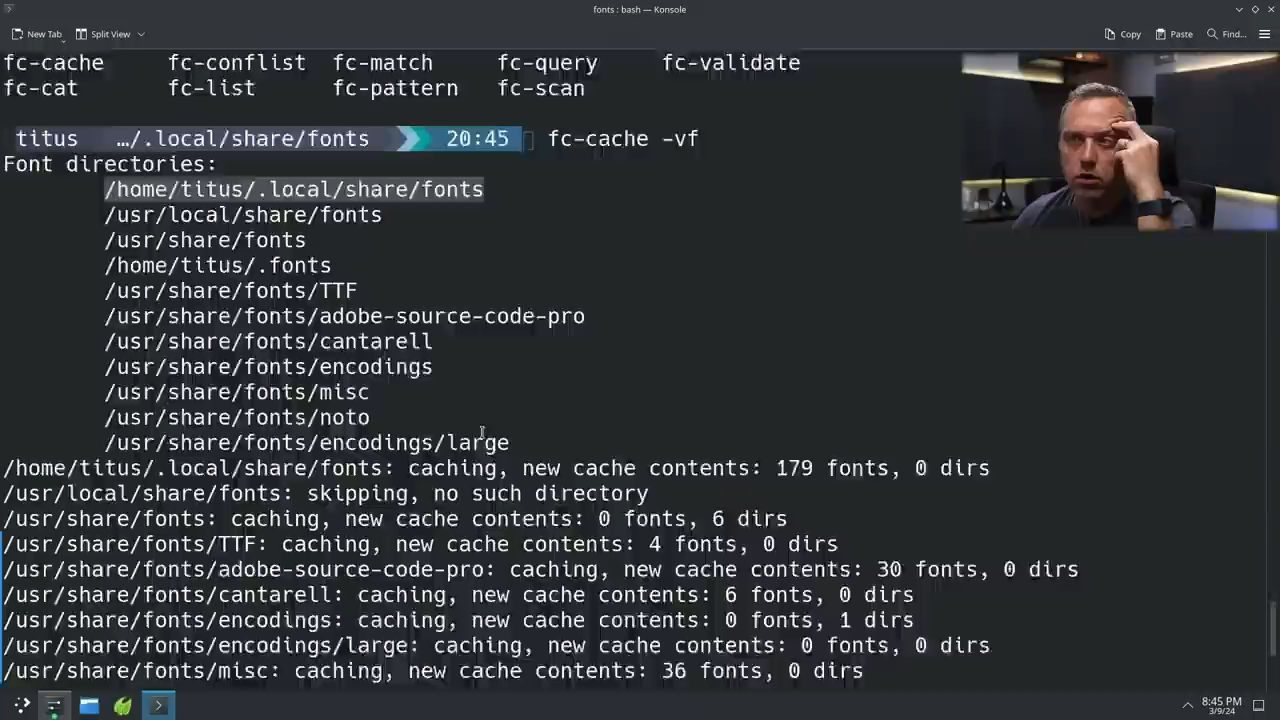 fonts : bash — Konsole
New Tab Split View Copy Paste Find...
fc-cache fc-conflist fc-match fc-query fc-validate
fc-cat fc-list fc-pattern fc-scan
titus …/.local/share/fonts 20:45 fc-cache -vf
Font directories:
/home/titus/.local/share/fonts
/usr/local/share/fonts
/usr/share/fonts
/home/titus/.fonts
/usr/share/fonts/TTF
/usr/share/fonts/adobe-source-code-pro
/usr/share/fonts/cantarell
/usr/share/fonts/encodings
/usr/share/fonts/misc
/usr/share/fonts/noto
/usr/share/fonts/encodings/large
/home/titus/.local/share/fonts: caching, new cache contents: 179 fonts, 0 dirs
/usr/local/share/fonts: skipping, no such directory
/usr/share/fonts: caching, new cache contents: 0 fonts, 6 dirs
/usr/share/fonts/TTF: caching, new cache contents: 4 fonts, 0 dirs
/usr/share/fonts/adobe-source-code-pro: caching, new cache contents: 30 fonts, 0 dirs
/usr/share/fonts/cantarell: caching, new cache contents: 6 fonts, 0 dirs
/usr/share/fonts/encodings: caching, new cache contents: 0 fonts, 1 dirs
/usr/share/fonts/encodings/large: caching, new cache contents: 0 fonts, 0 dirs
/usr/share/fonts/misc: caching, new cache contents: 36 fonts, 0 dirs
8:45 PM
3/9/24